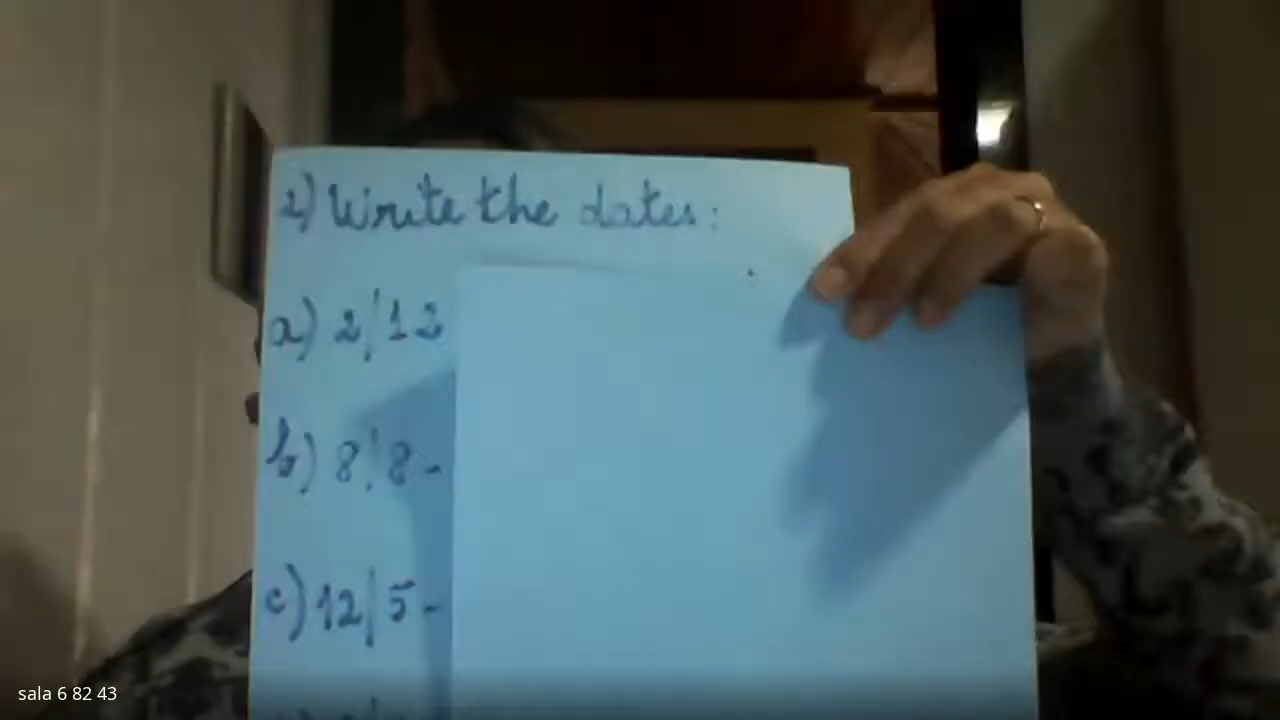 2) Write the dates:
a) 2/12
b) 8/8-
c) 12/5-
sala 6 82 43